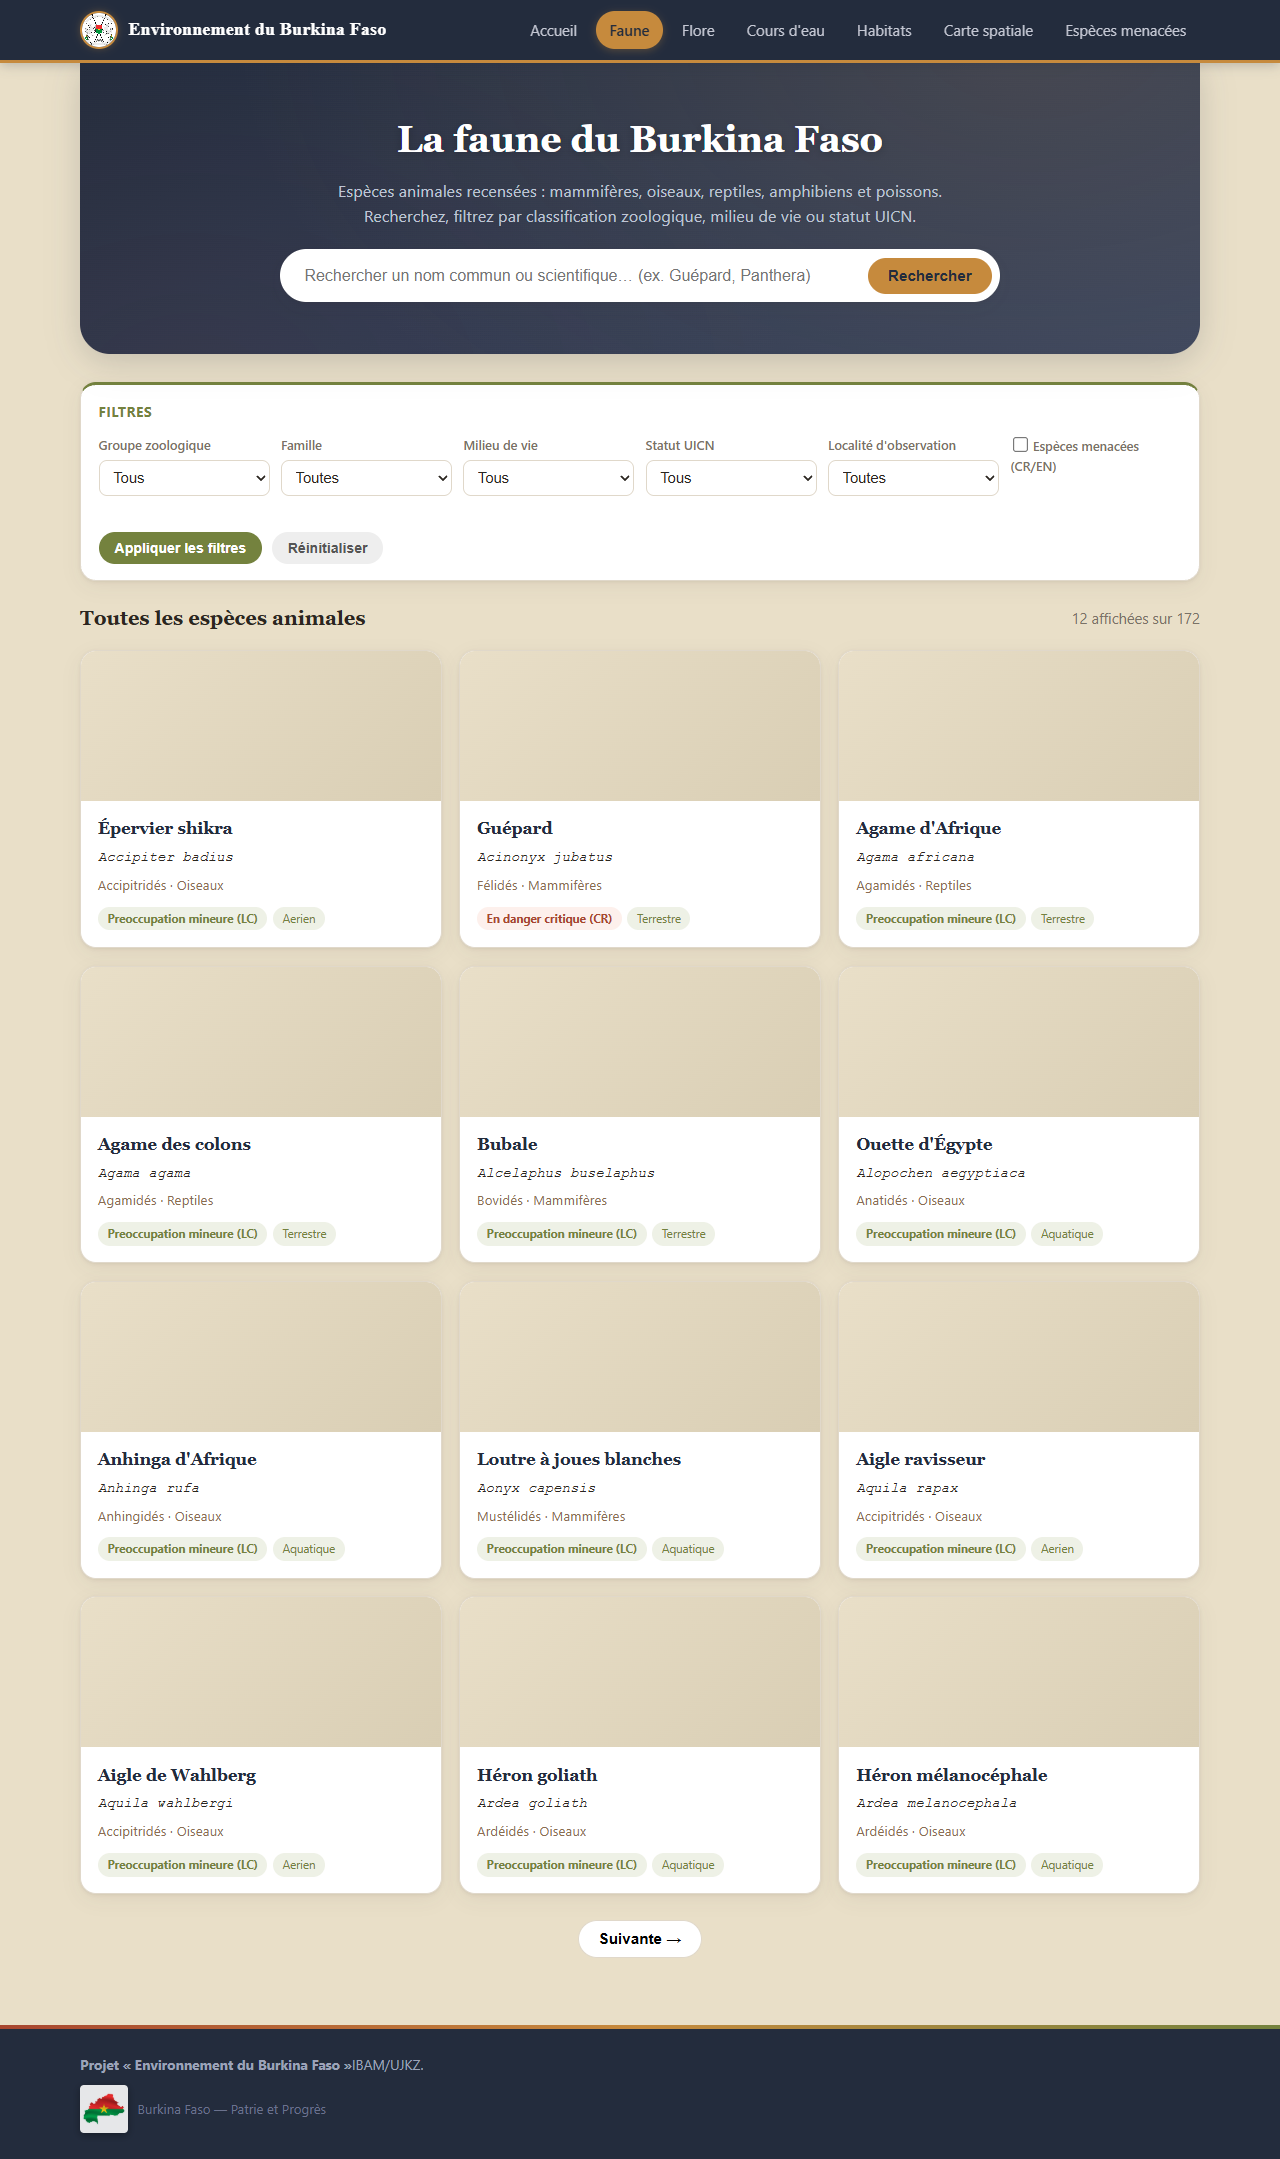 Environnement du Burkina Faso
Accueil
Faune
Flore
Cours d'eau
Habitats
Carte spatiale
Espèces menacées
La faune du Burkina Faso
Espèces animales recensées : mammifères, oiseaux, reptiles, amphibiens et poissons.
Recherchez, filtrez par classification zoologique, milieu de vie ou statut UICN.
Rechercher un nom commun ou scientifique… (ex. Guépard, Panthera)
Rechercher
FILTRES
Groupe zoologique
Tous
Famille
Toutes
Milieu de vie
Tous
Statut UICN
Tous
Localité d'observation
Toutes
Espèces menacées
(CR/EN)
Appliquer les filtres
Réinitialiser
Toutes les espèces animales
12 affichées sur 172
Épervier shikra
Accipiter badius
Accipitridés · Oiseaux
Preoccupation mineure (LC)
Aerien
Guépard
Acinonyx jubatus
Félidés · Mammifères
En danger critique (CR)
Terrestre
Agame d'Afrique
Agama africana
Agamidés · Reptiles
Preoccupation mineure (LC)
Terrestre
Agame des colons
Agama agama
Agamidés · Reptiles
Preoccupation mineure (LC)
Terrestre
Bubale
Alcelaphus buselaphus
Bovidés · Mammifères
Preoccupation mineure (LC)
Terrestre
Ouette d'Égypte
Alopochen aegyptiaca
Anatidés · Oiseaux
Preoccupation mineure (LC)
Aquatique
Anhinga d'Afrique
Anhinga rufa
Anhingidés · Oiseaux
Preoccupation mineure (LC)
Aquatique
Loutre à joues blanches
Aonyx capensis
Mustélidés · Mammifères
Preoccupation mineure (LC)
Aquatique
Aigle ravisseur
Aquila rapax
Accipitridés · Oiseaux
Preoccupation mineure (LC)
Aerien
Aigle de Wahlberg
Aquila wahlbergi
Accipitridés · Oiseaux
Preoccupation mineure (LC)
Aerien
Héron goliath
Ardea goliath
Ardéidés · Oiseaux
Preoccupation mineure (LC)
Aquatique
Héron mélanocéphale
Ardea melanocephala
Ardéidés · Oiseaux
Preoccupation mineure (LC)
Aquatique
Suivante →
Projet « Environnement du Burkina Faso »IBAM/UJKZ.
Burkina Faso — Patrie et Progrès